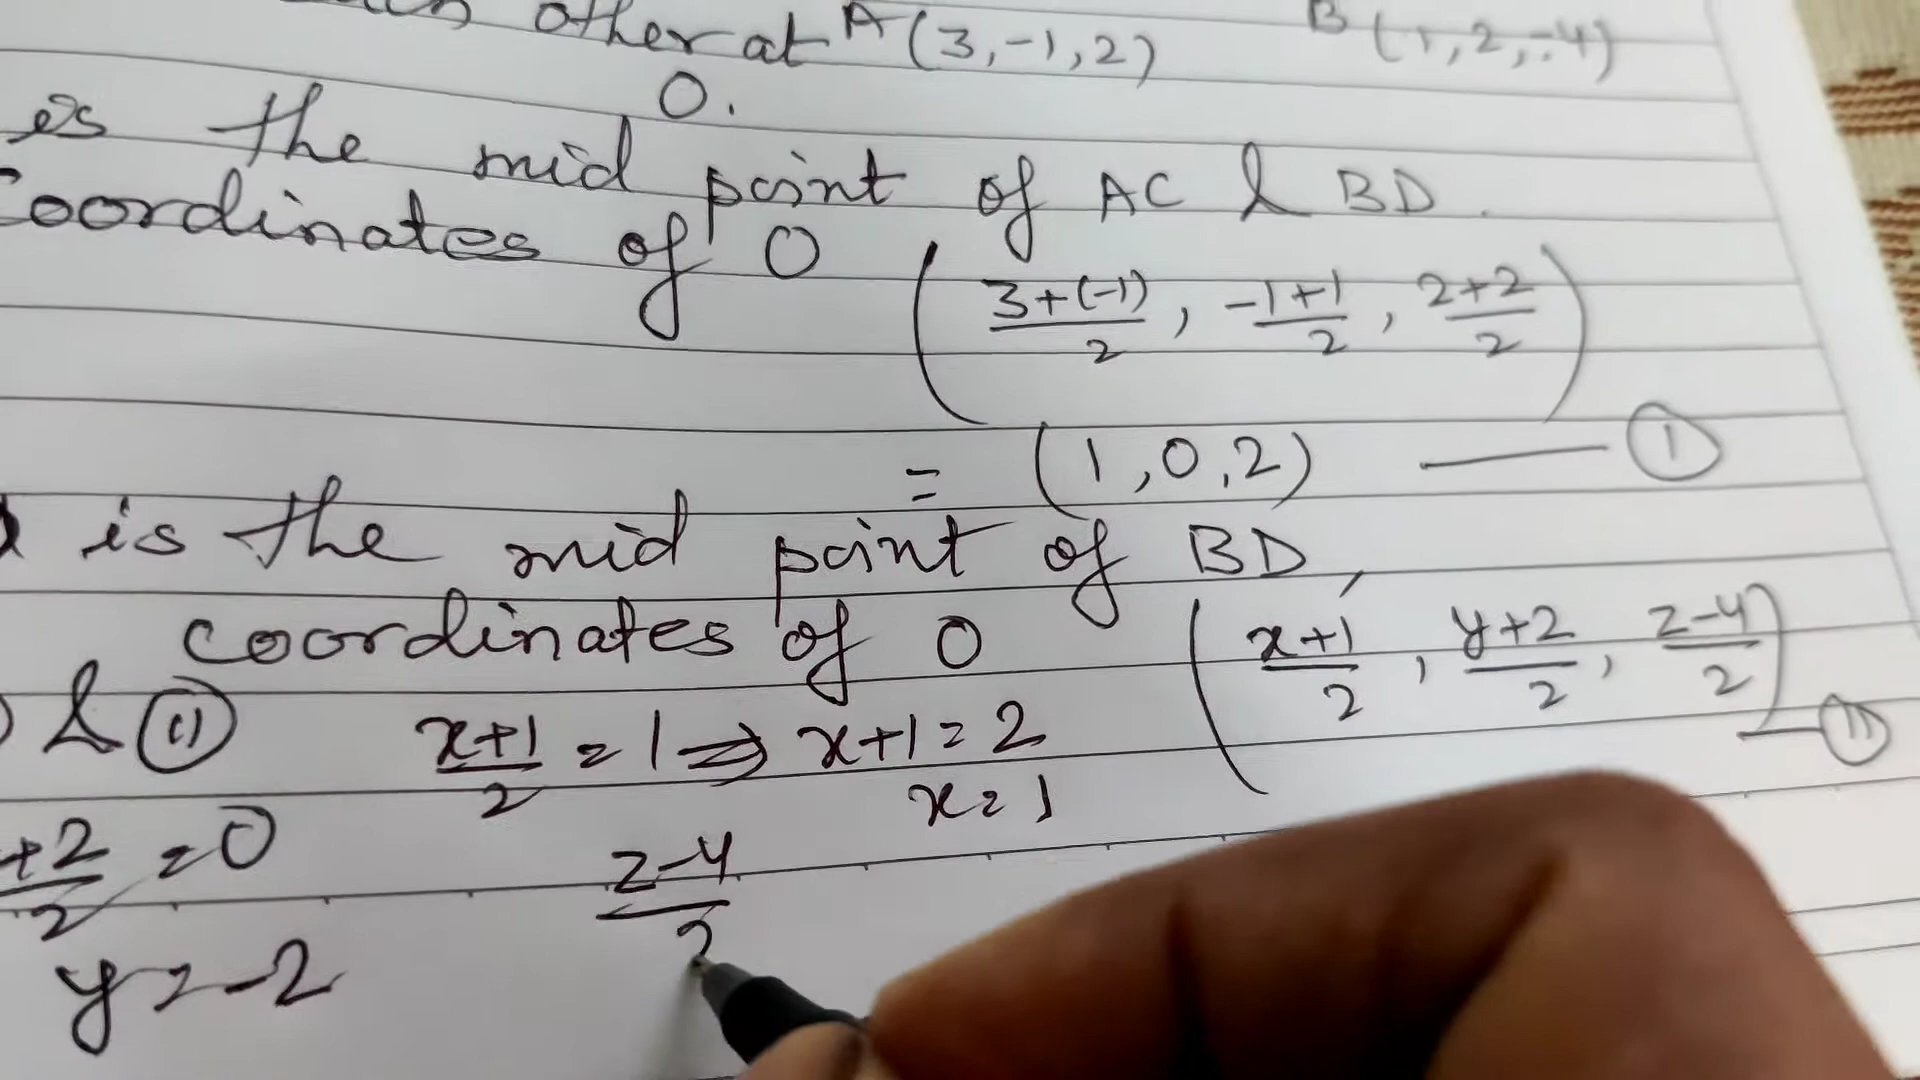 other at A(3,-1,2) B(1,2,-4)
O.
is the mid point of AC & BD.
Coordinates of O (3+(-1)/2, -1+1/2, 2+2/2)
= (1,0,2) — ①
is the mid point of BD,
coordinates of O (x+1/2, y+2/2, z-4/2) — ⑪
& ⑪ x+1/2 = 1 ⇒ x+1 = 2
x = 1
+2/2 = 0 z-4/2
y = -2